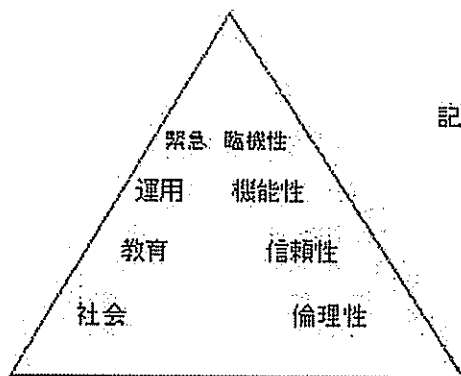 記
緊急 臨機性
運用 機能性
教育 信頼性
社会 倫理性